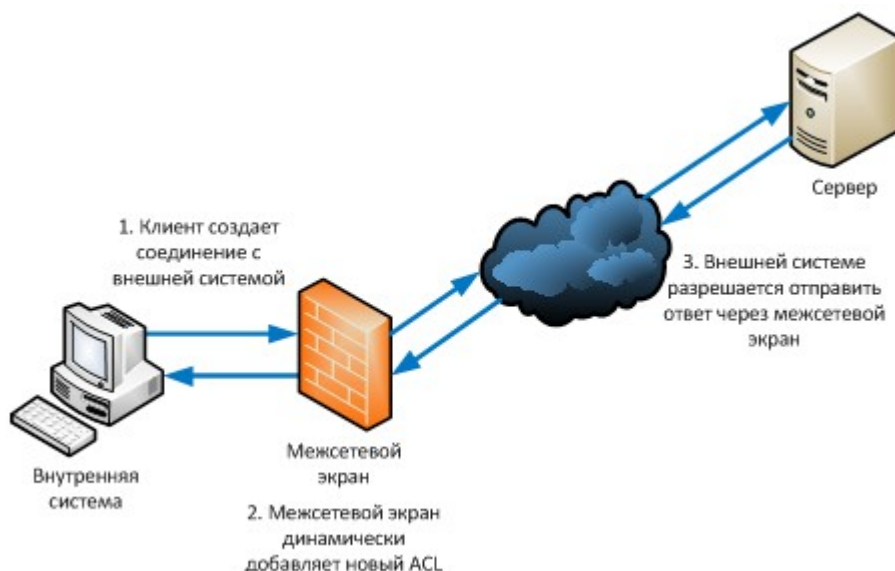 Сервер
1. Клиент создает
соединение с
внешней системой
3. Внешней системе
разрешается отправить
ответ через межсетевой
экран
Внутренняя
система
Межсетевой
экран
2. Межсетевой экран
динамически
добавляет новый ACL